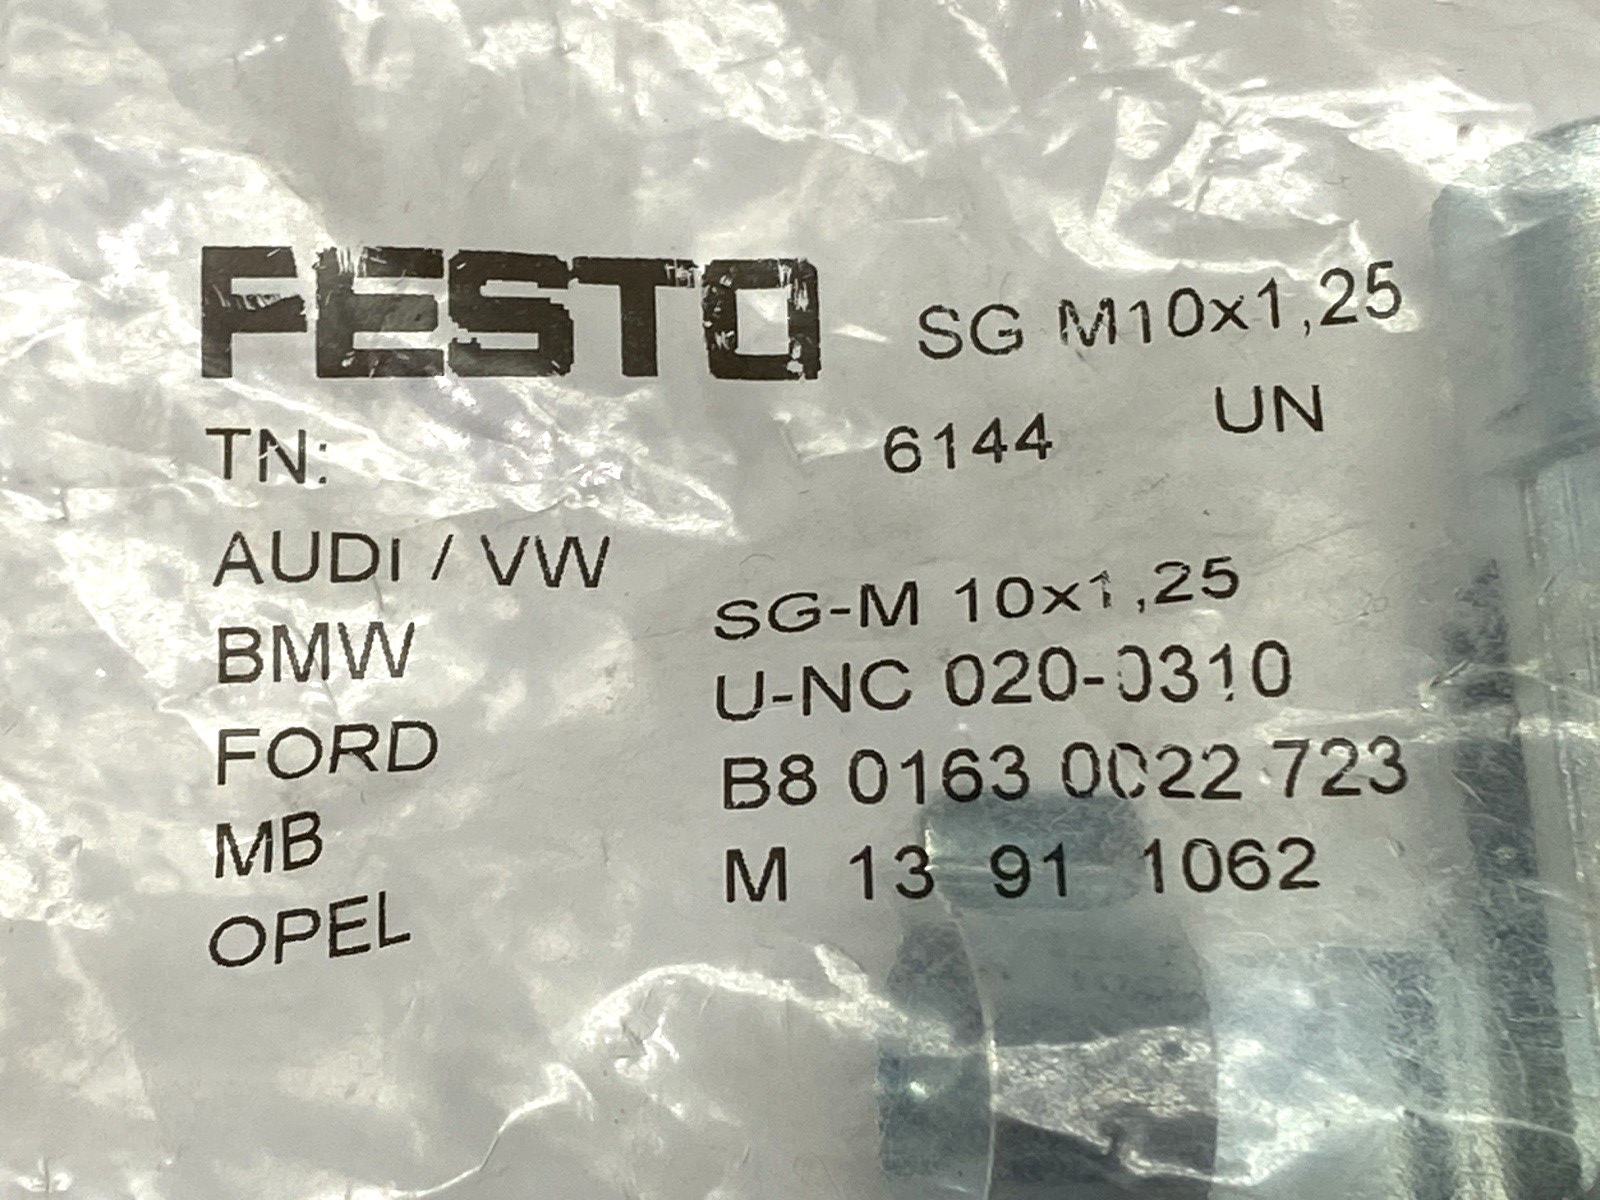 FESTO SG M10x1,25
TN: 6144 UN
AUDI / VW SG-M 10x1,25
BMW U-NC 020-0310
FORD B8 0163 0022 723
MB M 13 91 1062
OPEL